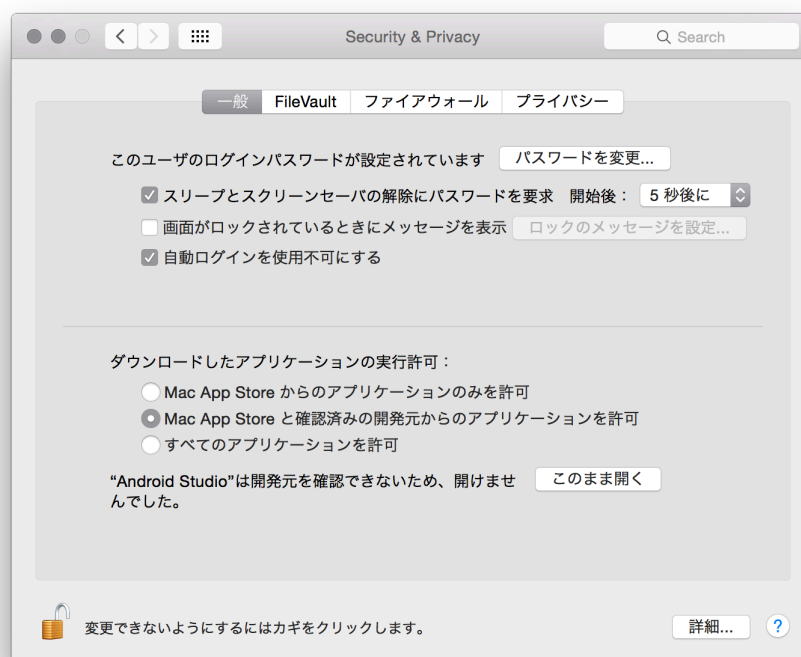 Security & Privacy
Search
一般 FileVault ファイアウォール プライバシー
このユーザのログインパスワードが設定されています パスワードを変更...
スリープとスクリーンセーバの解除にパスワードを要求 開始後： 5 秒後に
画面がロックされているときにメッセージを表示 ロックのメッセージを設定...
自動ログインを使用不可にする
ダウンロードしたアプリケーションの実行許可：
Mac App Store からのアプリケーションのみを許可
Mac App Store と確認済みの開発元からのアプリケーションを許可
すべてのアプリケーションを許可
“Android Studio”は開発元を確認できないため、開けませ このまま開く
んでした。
変更できないようにするにはカギをクリックします。 詳細... ?